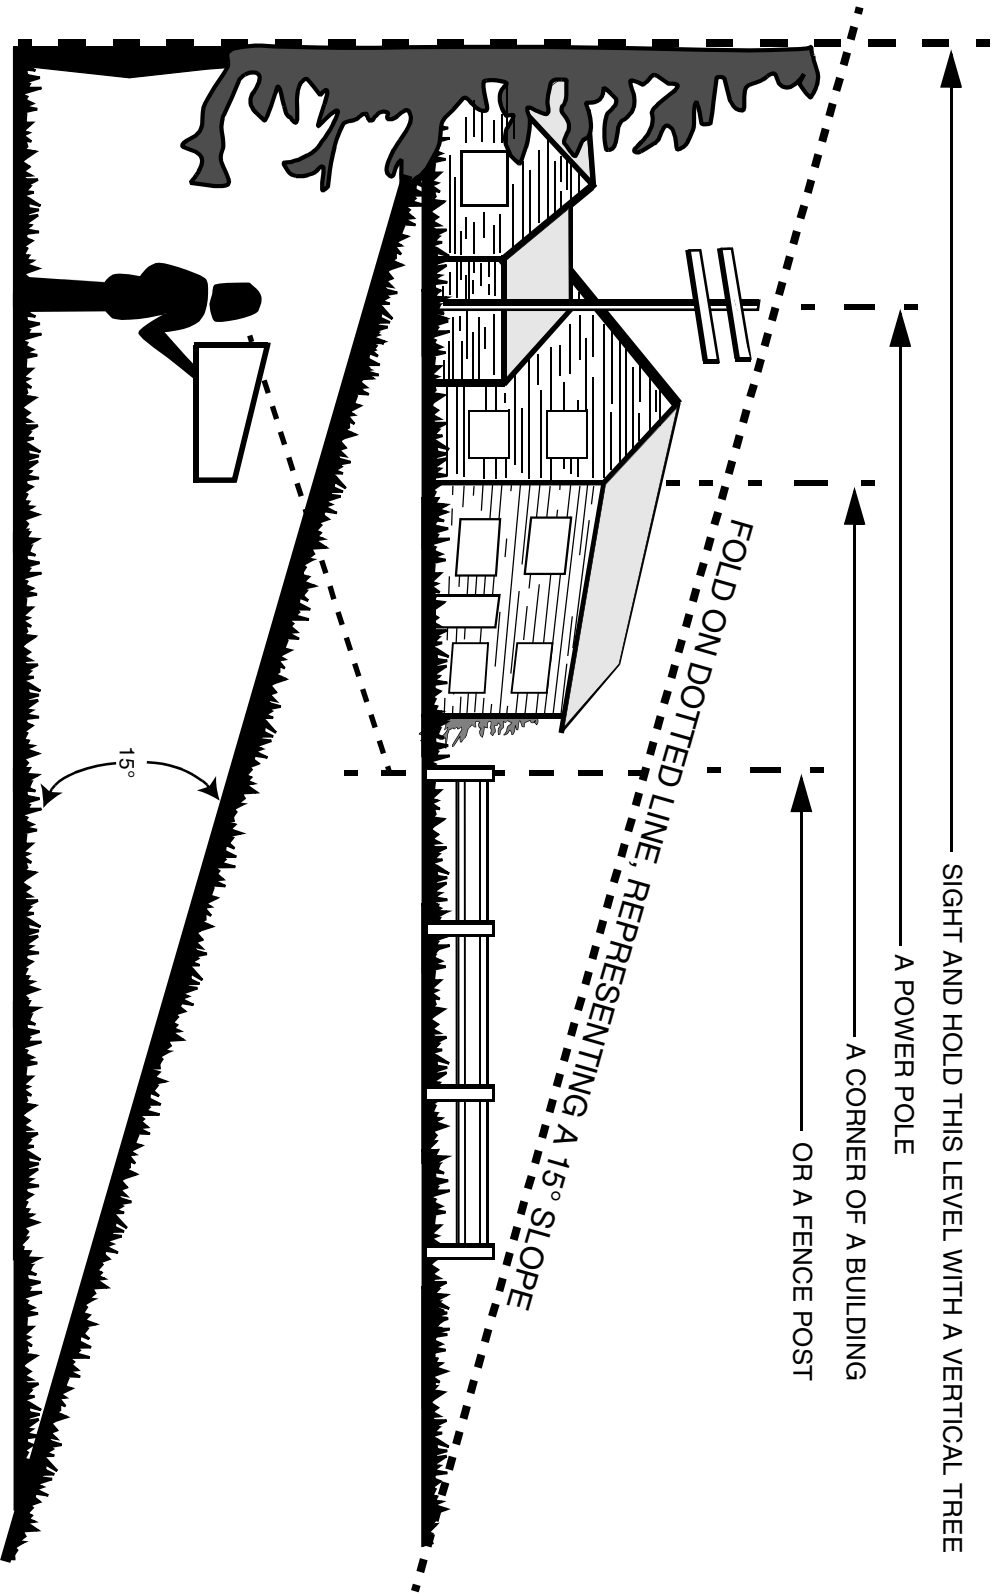 SIGHT AND HOLD THIS LEVEL WITH A VERTICAL TREE
A POWER POLE
A CORNER OF A BUILDING
OR A FENCE POST
FOLD ON DOTTED LINE, REPRESENTING A 15° SLOPE
15°